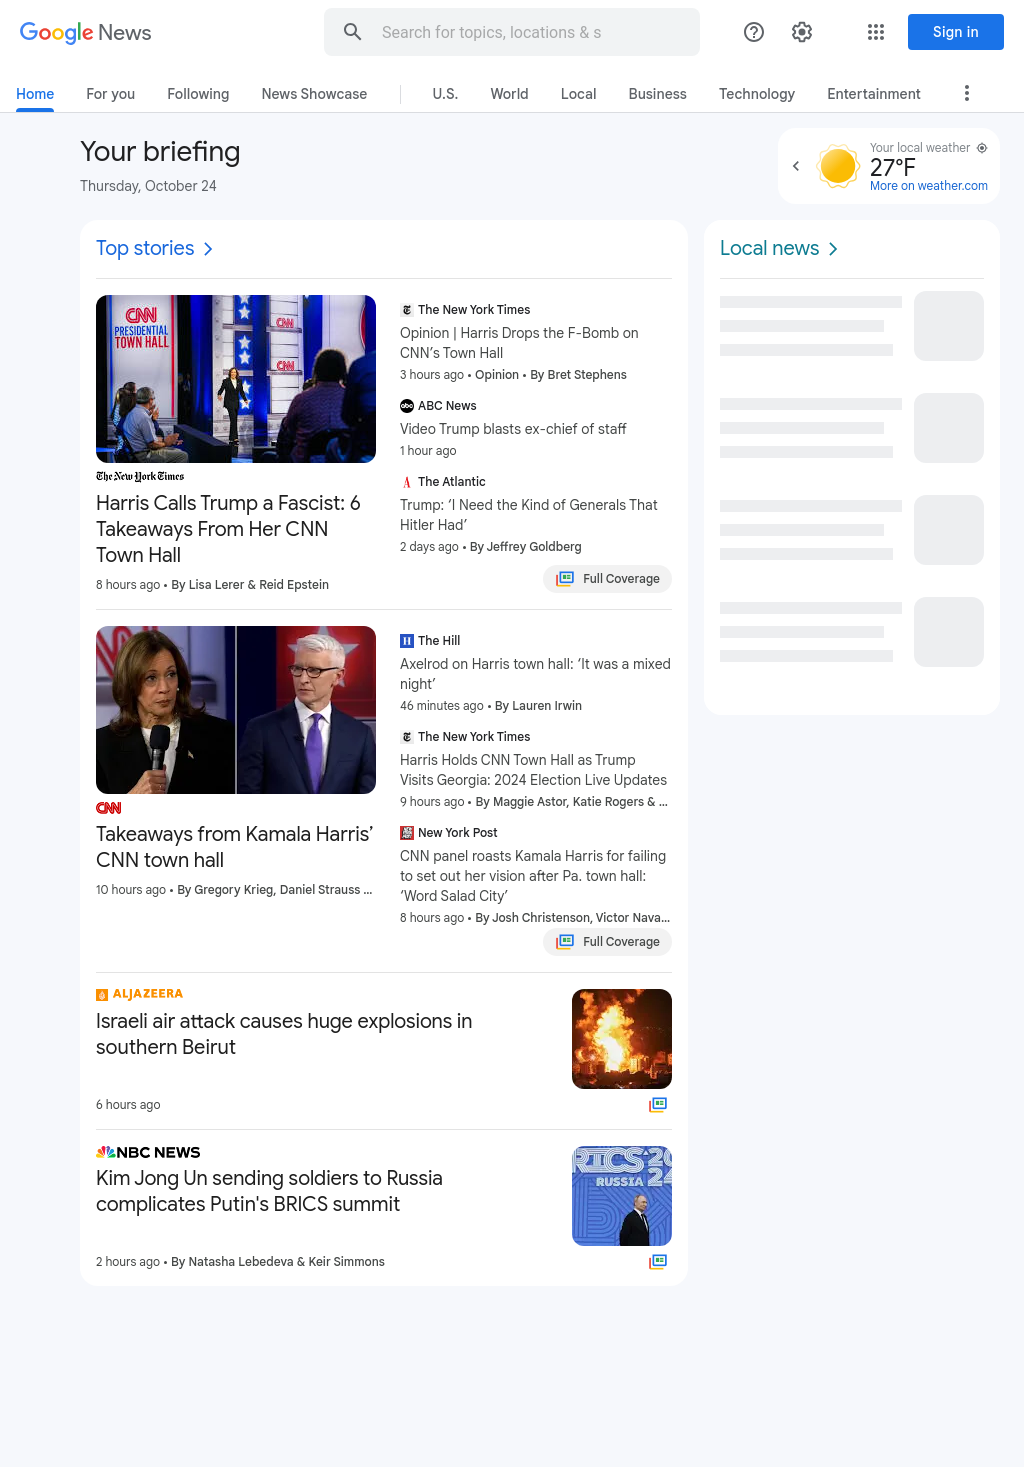 Google News
Search for topics, locations & s
Sign in
Home
For you
Following
News Showcase
U.S.
World
Local
Business
Technology
Entertainment
Your briefing
Thursday, October 24
Your local weather
27°F
More on weather.com
Top stories
CNN
PRESIDENTIAL
TOWN HALL
CNN
CNN
The New York Times
Harris Calls Trump a Fascist: 6
Takeaways From Her CNN
Town Hall
8 hours ago • By Lisa Lerer & Reid Epstein
The New York Times
Opinion | Harris Drops the F-Bomb on
CNN’s Town Hall
3 hours ago • Opinion • By Bret Stephens
abc ABC News
Video Trump blasts ex-chief of staff
1 hour ago
A The Atlantic
Trump: ‘I Need the Kind of Generals That
Hitler Had’
2 days ago • By Jeffrey Goldberg
Full Coverage
CNN
Takeaways from Kamala Harris’
CNN town hall
10 hours ago • By Gregory Krieg, Daniel Strauss ...
H The Hill
Axelrod on Harris town hall: ‘It was a mixed
night’
46 minutes ago • By Lauren Irwin
The New York Times
Harris Holds CNN Town Hall as Trump
Visits Georgia: 2024 Election Live Updates
9 hours ago • By Maggie Astor, Katie Rogers & ...
New York Post
CNN panel roasts Kamala Harris for failing
to set out her vision after Pa. town hall:
‘Word Salad City’
8 hours ago • By Josh Christenson, Victor Nava...
Full Coverage
ALJAZEERA
Israeli air attack causes huge explosions in
southern Beirut
6 hours ago
NBC NEWS
Kim Jong Un sending soldiers to Russia
complicates Putin's BRICS summit
2 hours ago • By Natasha Lebedeva & Keir Simmons
RICS 20
RUSSIA 24
Local news